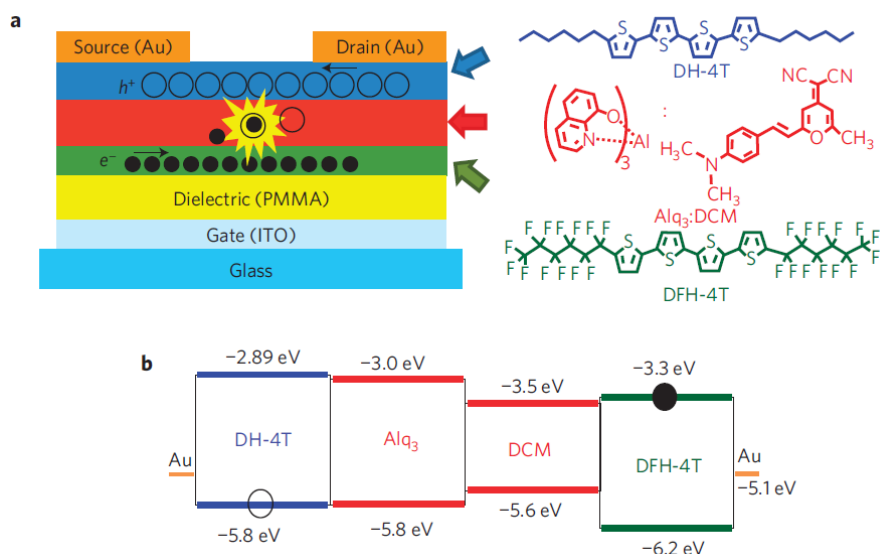 a
Source (Au) Drain (Au)
h+
e−
Dielectric (PMMA)
Gate (ITO)
Glass
S S S S
DH-4T
O
N
Al
3
:
NC CN
O CH3
H3C
N
CH3
Alq3:DCM
F F F F F F F F F F F F F
F F F F F F F F F F F F F
S S S S
DFH-4T
b
−2.89 eV
−3.0 eV
−3.5 eV
−3.3 eV
Au
DH-4T
Alq3
DCM
DFH-4T
Au
−5.1 eV
−5.8 eV
−5.8 eV
−5.6 eV
−6.2 eV